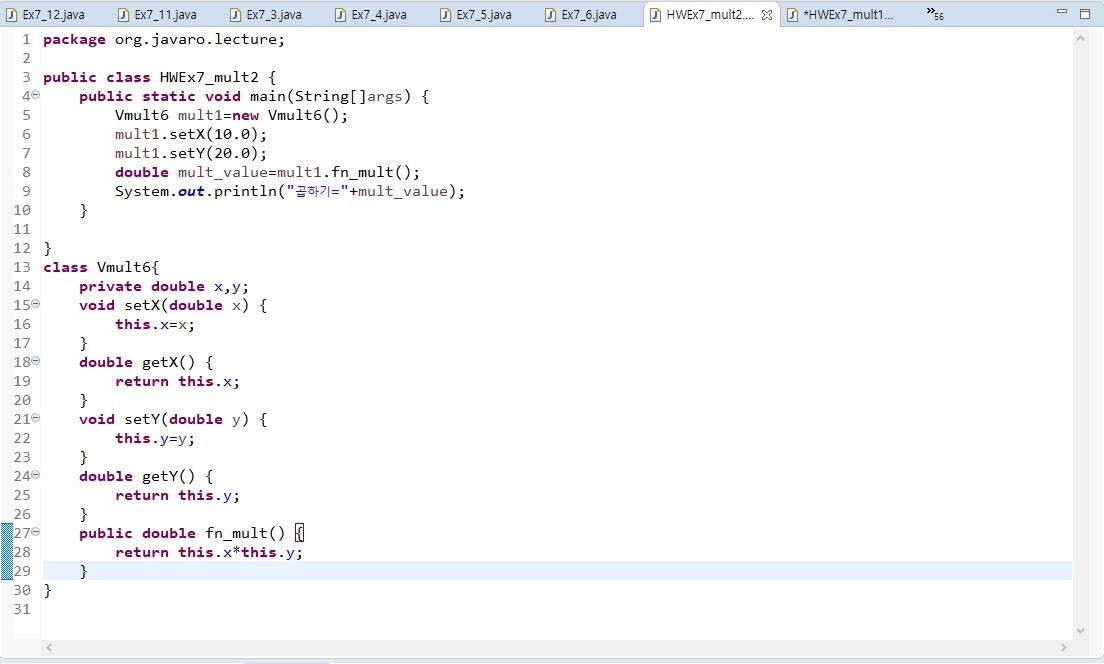 Ex7_12.java Ex7_11.java Ex7_3.java Ex7_4.java Ex7_5.java Ex7_6.java HWEx7_mult2.... *HWEx7_mult1... »56
1 package org.javaro.lecture;
2
3 public class HWEx7_mult2 {
4 public static void main(String[]args) {
5 Vmult6 mult1=new Vmult6();
6 mult1.setX(10.0);
7 mult1.setY(20.0);
8 double mult_value=mult1.fn_mult();
9 System.out.println("곱하기="+mult_value);
10 }
11
12 }
13 class Vmult6{
14 private double x,y;
15 void setX(double x) {
16 this.x=x;
17 }
18 double getX() {
19 return this.x;
20 }
21 void setY(double y) {
22 this.y=y;
23 }
24 double getY() {
25 return this.y;
26 }
27 public double fn_mult() {
28 return this.x*this.y;
29 }
30 }
31